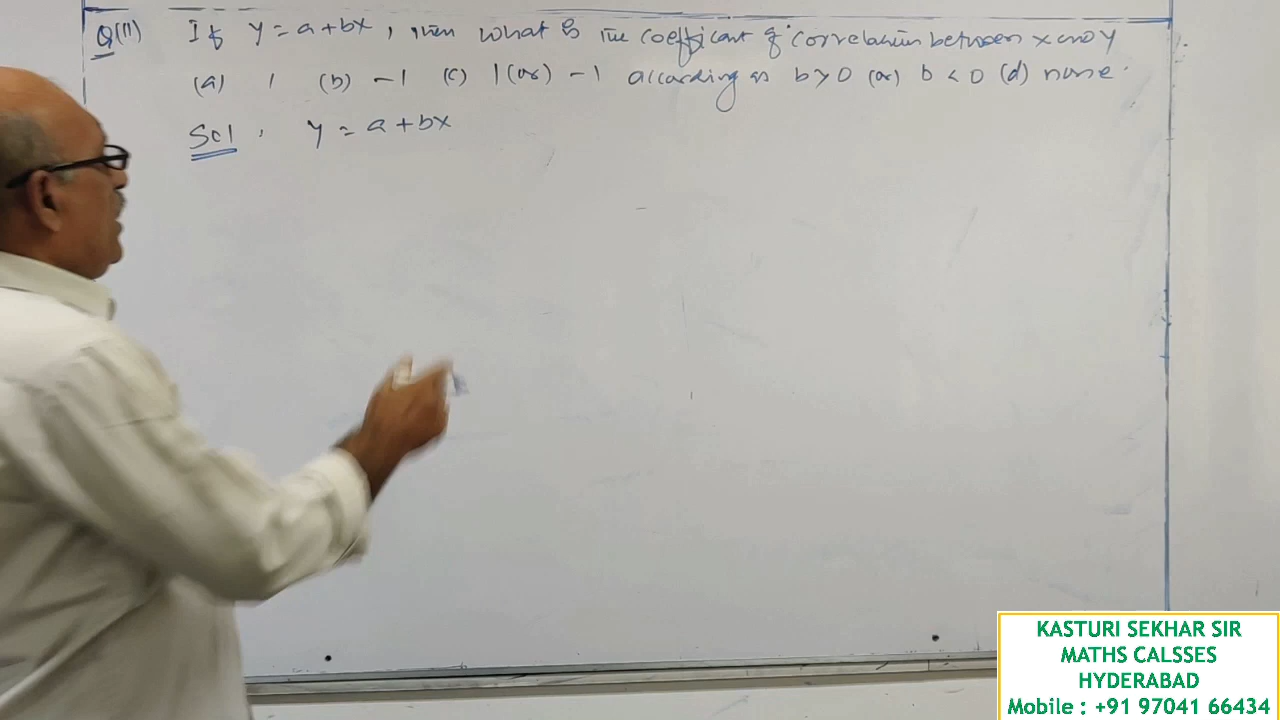 Q(11) If y = a + bx, then what is the coefficient of correlation between x and y
(a) 1 (b) -1 (c) 1 (or) -1 according as b > 0 (or) b < 0 (d) none.
Sol: y = a + bx
KASTURI SEKHAR SIR
MATHS CALSSES
HYDERABAD
Mobile : +91 97041 66434